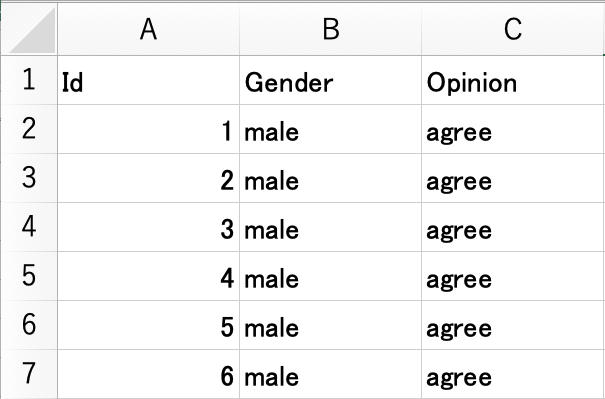 A B C
1 Id Gender Opinion
2 1 male agree
3 2 male agree
4 3 male agree
5 4 male agree
6 5 male agree
7 6 male agree